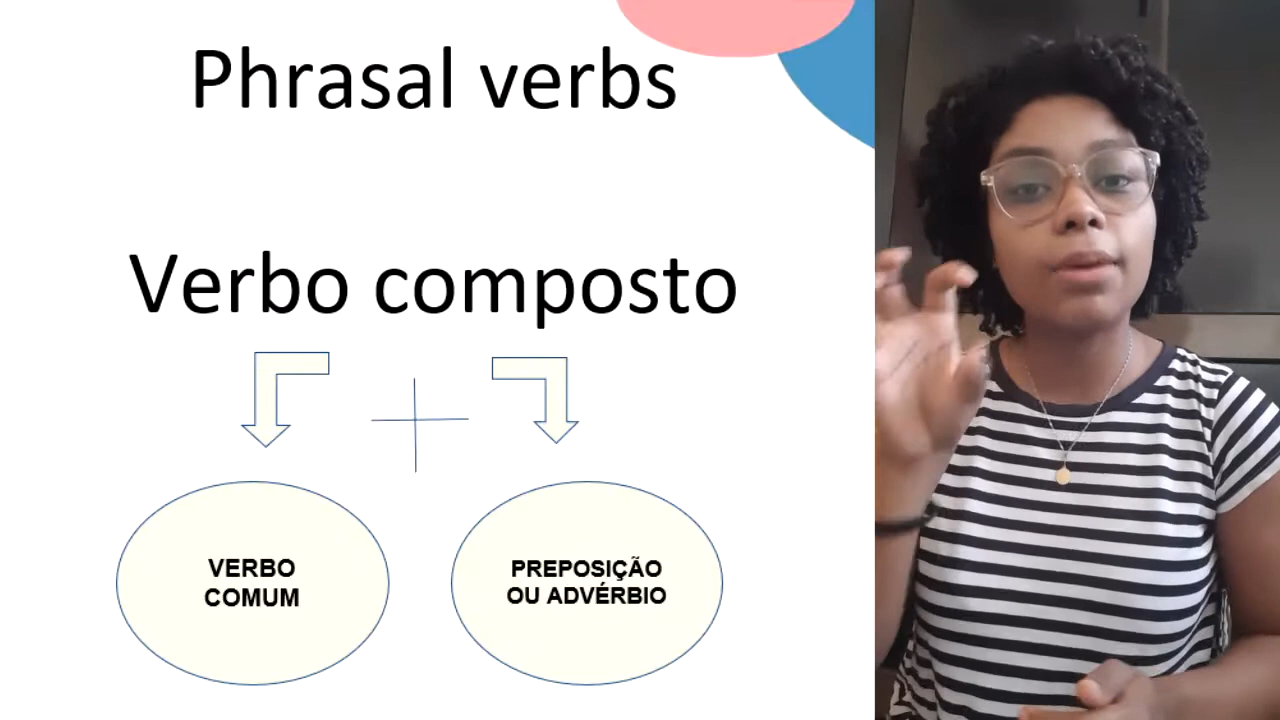 Phrasal verbs
Verbo composto
VERBO
COMUM
PREPOSIÇÃO
OU ADVÉRBIO